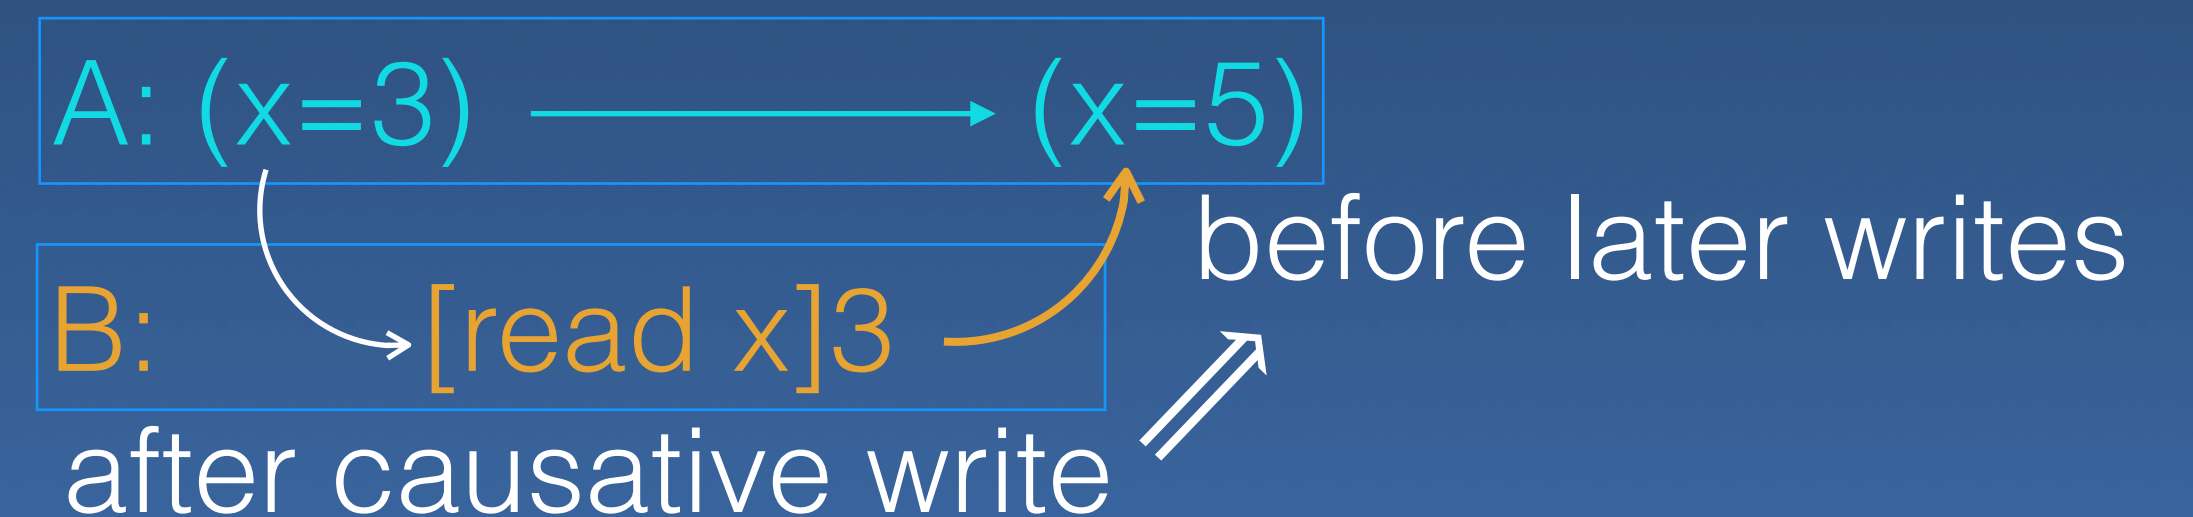 A: (x=3) (x=5)
before later writes
B: [read x]3
after causative write